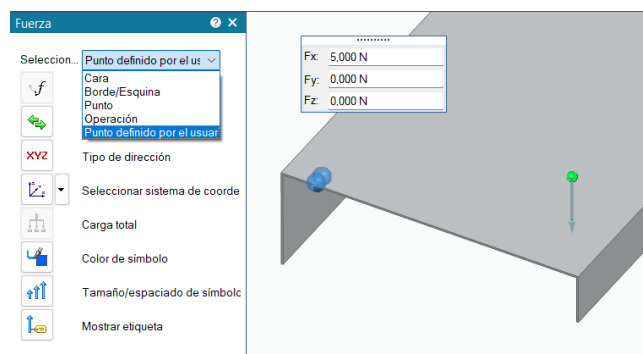 Fuerza
Seleccion... Punto definido por el us
Cara
Borde/Esquina
Punto
Operación
Punto definido por el usuar
XYZ Tipo de dirección
Seleccionar sistema de coorde
Carga total
Color de símbolo
Tamaño/espaciado de símbolo
Mostrar etiqueta
Fx: 5,000 N
Fy: 0,000 N
Fz: 0,000 N